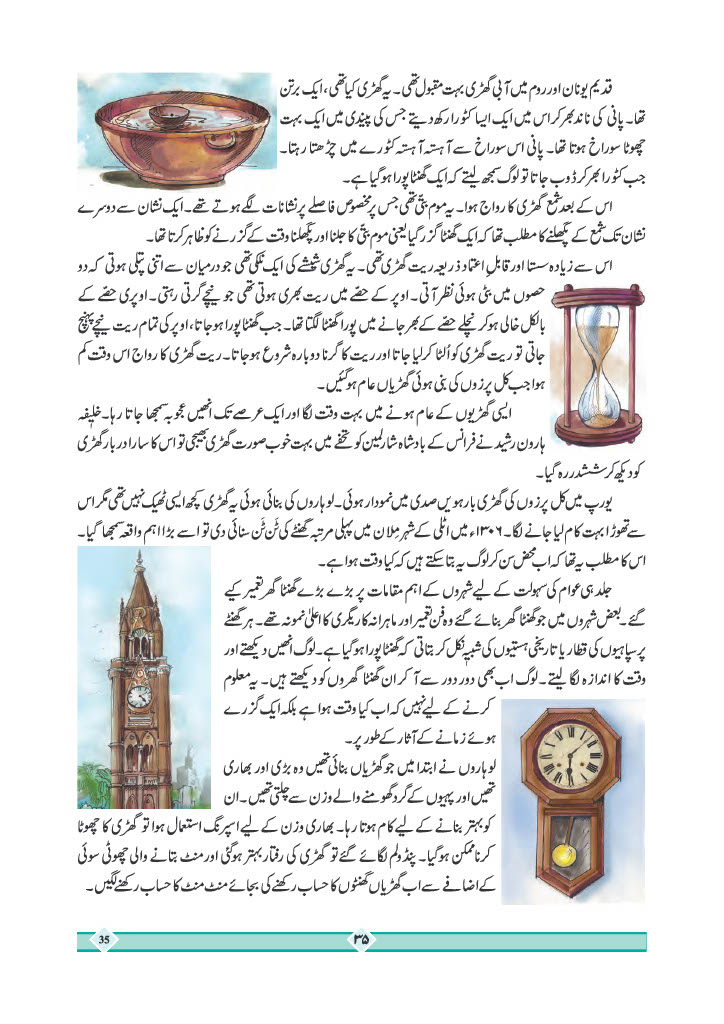 قدیم یونان اور روم میں آبی گھڑی بہت مقبول تھی۔ یہ گھڑی کیا تھی، ایک برتن
تھا۔ پانی کی ناند بھر کر اس میں ایک ایسا کٹورا رکھ دیتے جس کی پیندی میں ایک بہت
چھوٹا سوراخ ہوتا تھا۔ پانی اس سوراخ سے آہستہ آہستہ کٹورے میں چڑھتا رہتا۔
جب کٹورا بھر کر ڈوب جاتا تو لوگ سمجھ لیتے کہ ایک گھنٹا پورا ہو گیا ہے۔
اس کے بعد شمع گھڑی کا رواج ہوا۔ یہ موم بتّی تھی جس پر مخصوص فاصلے پر نشانات لگے ہوتے تھے۔ ایک نشان سے دوسرے
نشان تک شمع کے پگھلنے کا مطلب تھا کہ ایک گھنٹا گزر گیا یعنی موم بتّی کا جلنا اور پگھلنا وقت کے گزرنے کو ظاہر کرتا تھا۔
اس سے زیادہ سستا اور قابلِ اعتماد ذریعہ ریت گھڑی تھی۔ یہ گھڑی شیشے کی ایک نلکی تھی جو درمیان سے اتنی پتلی ہوتی کہ دو
حصوں میں بٹی ہوئی نظر آتی۔ اوپر کے حصّے میں ریت بھری ہوتی تھی جو نیچے گرتی رہتی۔ اوپری حصّے کے
بالکل خالی ہو کر نچلے حصّے کے بھر جانے میں پورا گھنٹا لگتا تھا۔ جب گھنٹا پورا ہو جاتا، اوپر کی تمام ریت نیچے پہنچ
جاتی تو ریت گھڑی کو اُلٹا کر لیا جاتا اور ریت کا گرنا دوبارہ شروع ہو جاتا۔ ریت گھڑی کا رواج اس وقت کم
ہوا جب کل پرزوں کی بنی ہوئی گھڑیاں عام ہو گئیں۔
ایسی گھڑیوں کے عام ہونے میں بہت وقت لگا اور ایک عرصے تک انھیں عجوبہ سمجھا جاتا رہا۔ خلیفہ
ہارون رشید نے فرانس کے بادشاہ شارلمین کو تحفے میں بہت خوب صورت گھڑی بھیجی تو اس کا سارا دربار گھڑی
کو دیکھ کر ششدر رہ گیا۔
یورپ میں کل پرزوں کی گھڑی بارھویں صدی میں نمودار ہوئی۔ لوہاروں کی بنائی ہوئی یہ گھڑی کچھ ایسی ٹھیک نہیں تھی مگر اس
سے تھوڑا بہت کام لیا جانے لگا۔ ۱۳۰۶ء میں اٹلی کے شہر مِلان میں پہلی مرتبہ گھنٹے کی ٹن ٹن سنائی دی تو اسے بڑا اہم واقعہ سمجھا گیا۔
اس کا مطلب یہ تھا کہ اب محض سن کر لوگ یہ بتا سکتے ہیں کہ کیا وقت ہوا ہے۔
جلد ہی عوام کی سہولت کے لیے شہروں کے اہم مقامات پر بڑے بڑے گھنٹا گھر تعمیر کیے
گئے۔ بعض شہروں میں جو گھنٹا گھر بنائے گئے وہ فنِ تعمیر اور ماہرانہ کاریگری کا اعلیٰ نمونہ تھے۔ ہر گھنٹے
پر سپاہیوں کی قطار یا تاریخی ہستیوں کی شبیہ نکل کر بتاتی کہ گھنٹا پورا ہو گیا ہے۔ لوگ انھیں دیکھتے اور
وقت کا اندازہ لگا لیتے۔ لوگ اب بھی دور دور سے آ کر ان گھنٹا گھروں کو دیکھتے ہیں۔ یہ معلوم
کرنے کے لیے نہیں کہ اب کیا وقت ہوا ہے بلکہ ایک گزرے
ہوئے زمانے کے آثار کے طور پر۔
لوہاروں نے ابتدا میں جو گھڑیاں بنائی تھیں وہ بڑی اور بھاری
تھیں اور پہیوں کے گرد گھومنے والے وزن سے چلتی تھیں۔ ان
کو بہتر بنانے کے لیے کام ہوتا رہا۔ بھاری وزن کے لیے اسپرنگ استعمال ہوا تو گھڑی کا چھوٹا
کرنا ممکن ہو گیا۔ پنڈولم لگائے گئے تو گھڑی کی رفتار بہتر ہو گئی اور منٹ بتانے والی چھوٹی سوئی
کے اضافے سے اب گھڑیاں گھنٹوں کا حساب رکھنے کی بجائے منٹ منٹ کا حساب رکھنے لگیں۔
35
۳۵